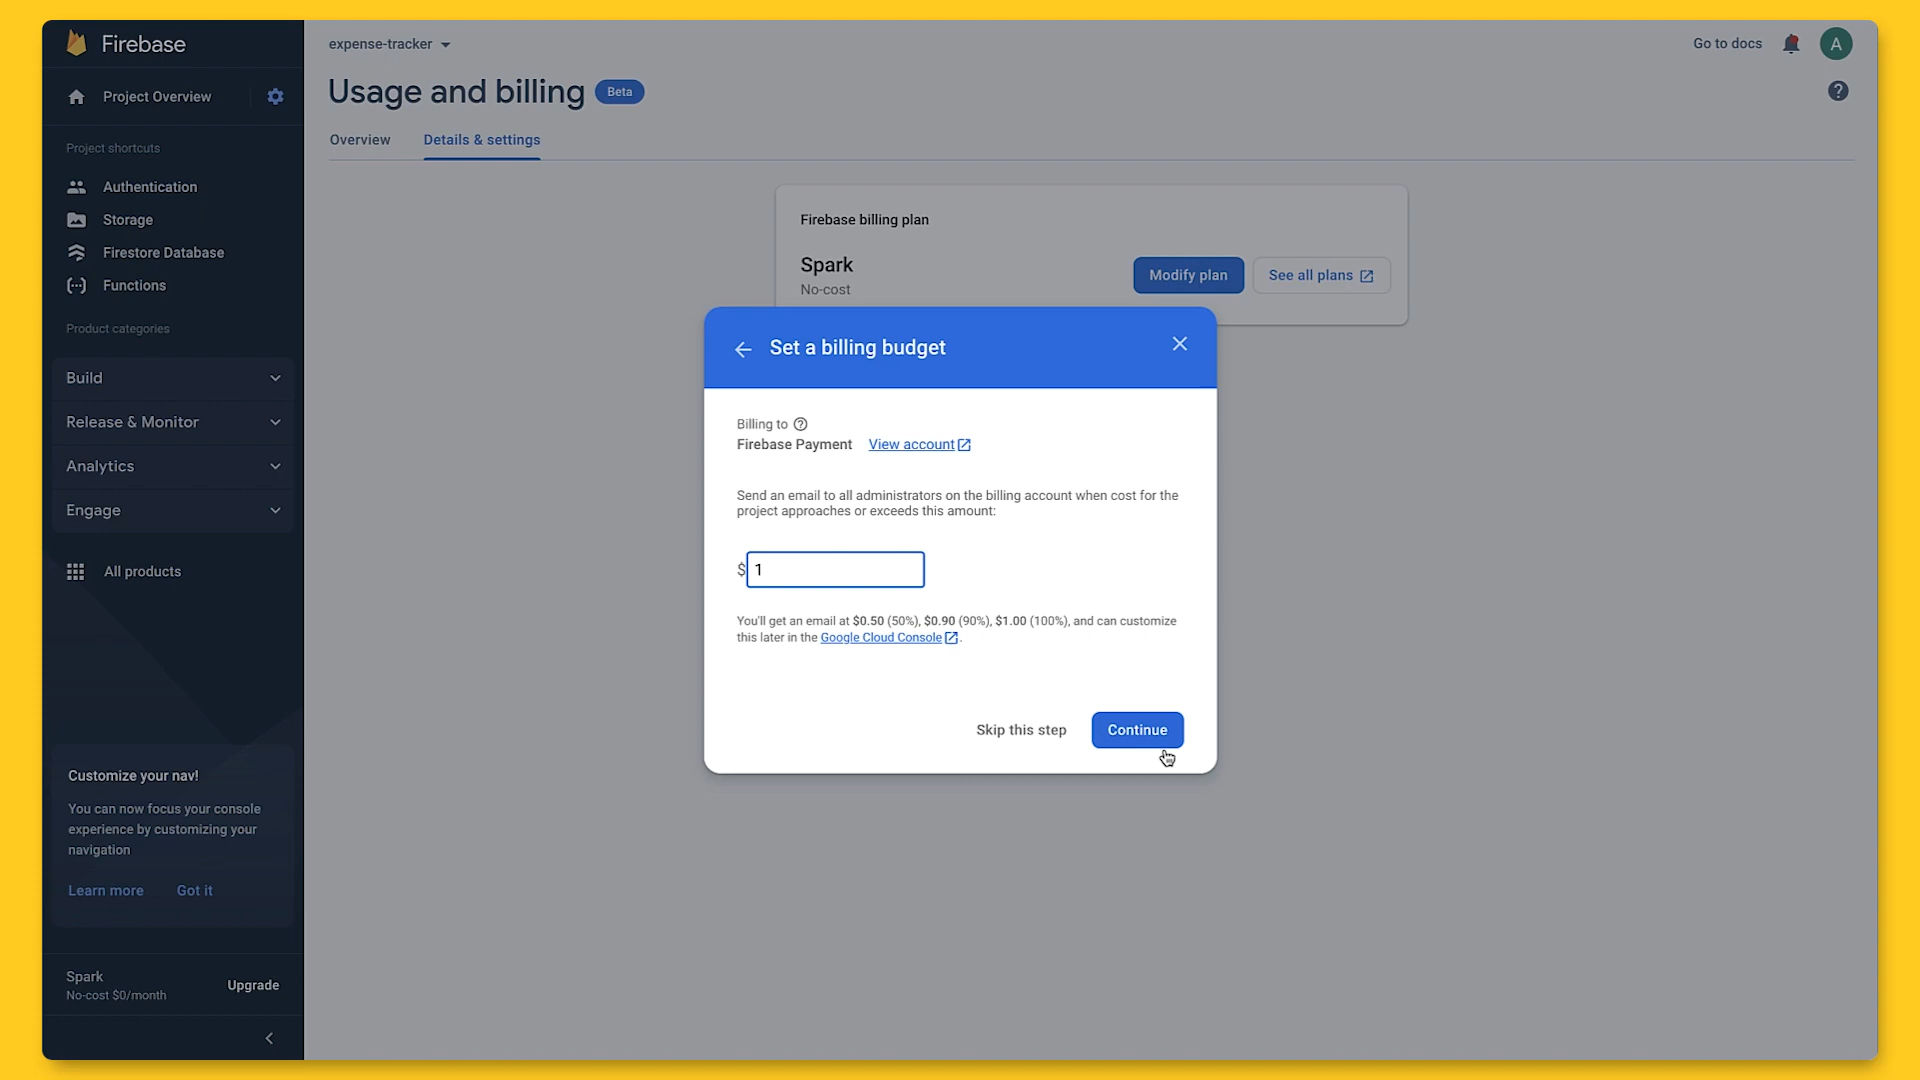 Firebase
Project Overview
Project shortcuts
Authentication
Storage
Firestore Database
Functions
Product categories
Build
Release & Monitor
Analytics
Engage
All products
Customize your nav!
You can now focus your console
experience by customizing your
navigation
Learn more
Got it
Spark
No-cost $0/month
Upgrade
expense-tracker
Go to docs
A
Usage and billing
Beta
Overview
Details & settings
Firebase billing plan
Spark
No-cost
Modify plan
See all plans
Set a billing budget
Billing to
Firebase Payment View account
Send an email to all administrators on the billing account when cost for the
project approaches or exceeds this amount:
$ 1
You'll get an email at $0.50 (50%), $0.90 (90%), $1.00 (100%), and can customize
this later in the Google Cloud Console .
Skip this step
Continue